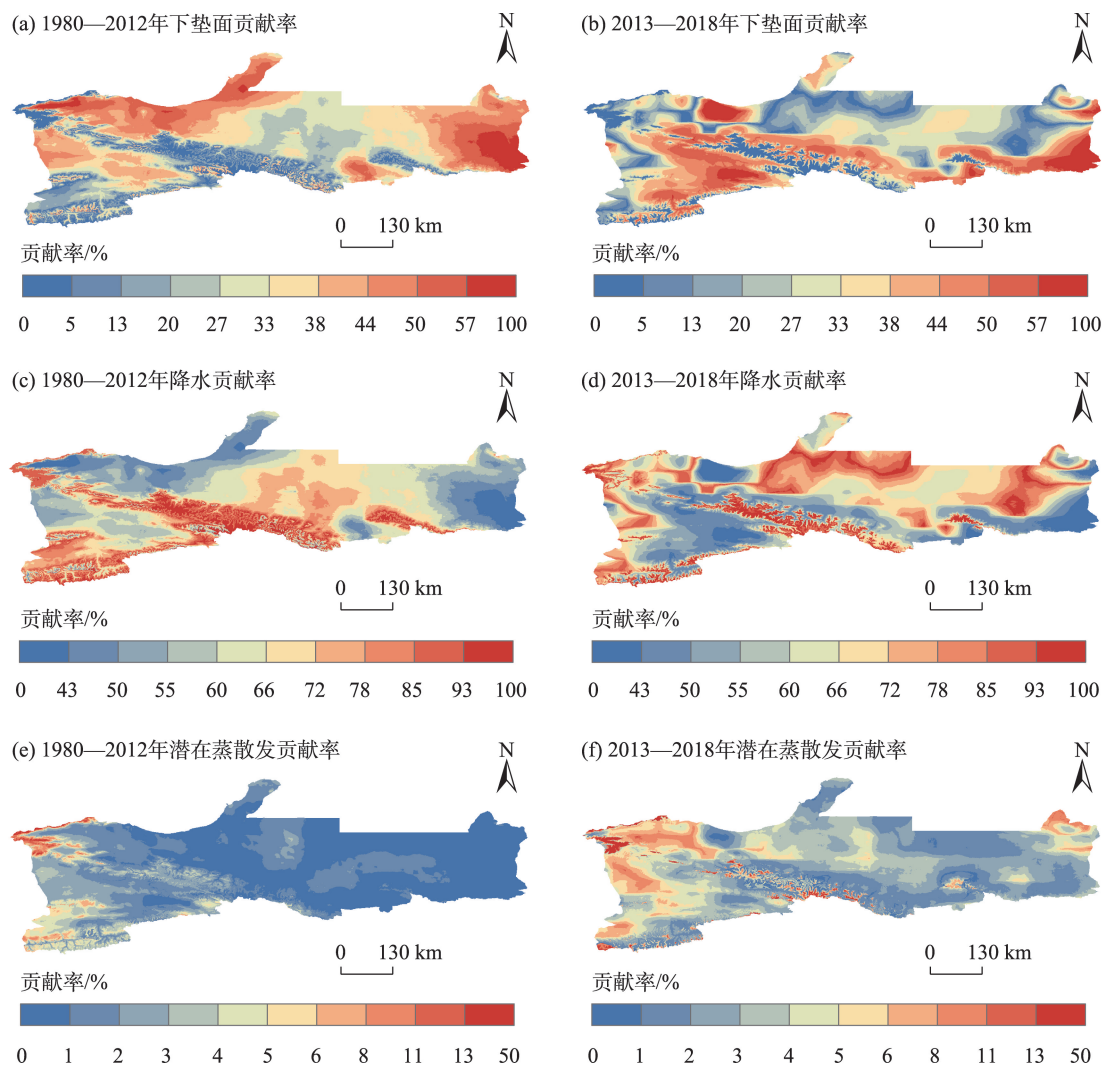 (a) 1980—2012年下垫面贡献率
N
0 130 km
贡献率/%
0 5 13 20 27 33 38 44 50 57 100
(b) 2013—2018年下垫面贡献率
N
0 130 km
贡献率/%
0 5 13 20 27 33 38 44 50 57 100
(c) 1980—2012年降水贡献率
N
0 130 km
贡献率/%
0 43 50 55 60 66 72 78 85 93 100
(d) 2013—2018年降水贡献率
N
0 130 km
贡献率/%
0 43 50 55 60 66 72 78 85 93 100
(e) 1980—2012年潜在蒸散发贡献率
N
0 130 km
贡献率/%
0 1 2 3 4 5 6 8 11 13 50
(f) 2013—2018年潜在蒸散发贡献率
N
0 130 km
贡献率/%
0 1 2 3 4 5 6 8 11 13 50